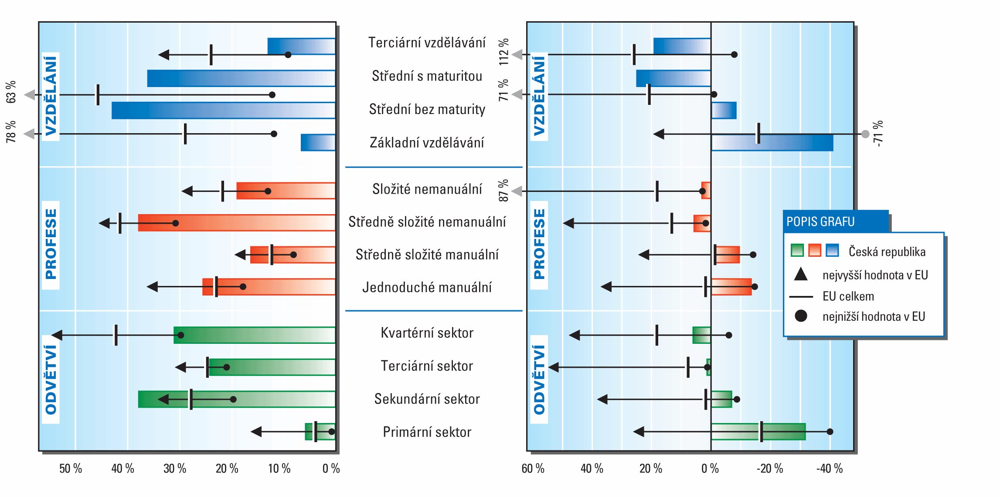 VZDĚLÁNÍ
PROFESE
ODVĚTVÍ
63 %
78 %
50 %
40 %
30 %
20 %
10 %
0 %
Terciární vzdělávání
Střední s maturitou
Střední bez maturity
Základní vzdělávání
Složité nemanuální
Středně složité nemanuální
Středně složité manuální
Jednoduché manuální
Kvartérní sektor
Terciární sektor
Sekundární sektor
Primární sektor
112 %
71 %
87 %
-71 %
VZDĚLÁNÍ
PROFESE
ODVĚTVÍ
60 %
40 %
20 %
0 %
-20 %
-40 %
POPIS GRAFU
Česká republika
nejvyšší hodnota v EU
EU celkem
nejnižší hodnota v EU